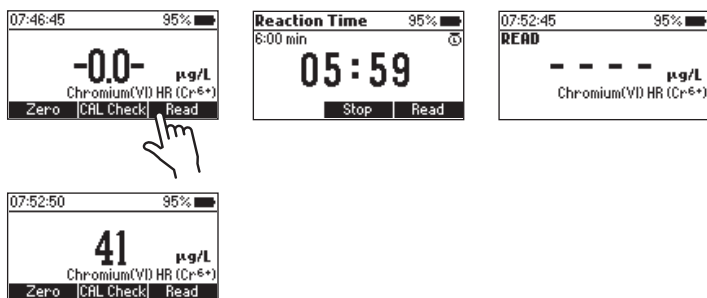 07:46:45 95%
-0.0- µg/L
Chromium(VI) HR (Cr⁶⁺)
Zero CAL Check Read
Reaction Time 95%
6:00 min
05:59
Stop Read
07:52:45 95%
READ
- - - - µg/L
Chromium(VI) HR (Cr⁶⁺)
07:52:50 95%
41 µg/L
Chromium(VI) HR (Cr⁶⁺)
Zero CAL Check Read